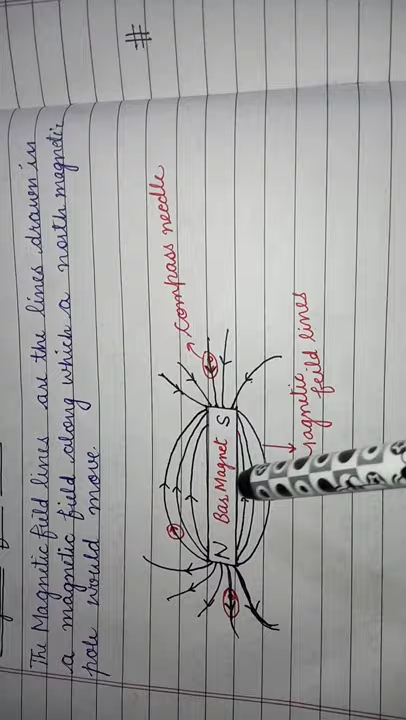 The Magnetic field lines are the lines drawn in
a magnetic field along which a north magnetic
pole would move.
#
compass needle
N Bar Magnet S
magnetic
feild lines